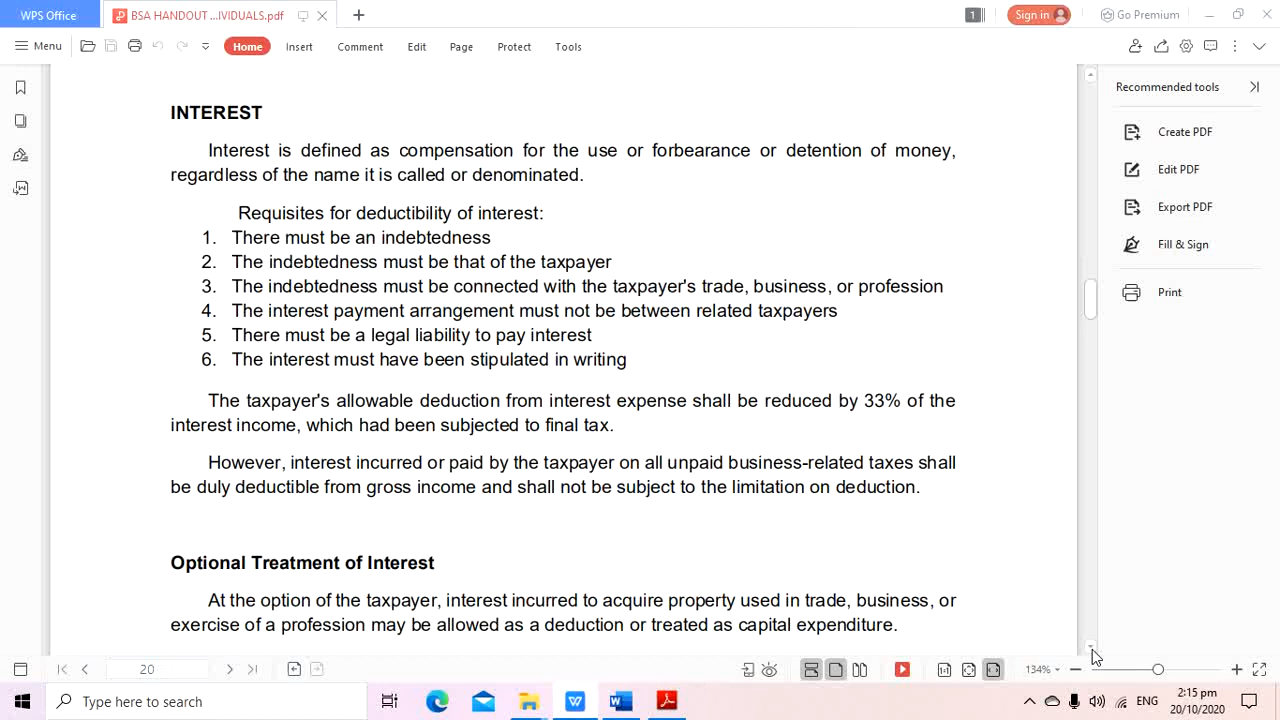 WPS Office
BSA HANDOUT ...IVIDUALS.pdf
1
Sign in
Go Premium
Menu
Home
Insert
Comment
Edit
Page
Protect
Tools
INTEREST
Interest is defined as compensation for the use or forbearance or detention of money,
regardless of the name it is called or denominated.
Requisites for deductibility of interest:
1. There must be an indebtedness
2. The indebtedness must be that of the taxpayer
3. The indebtedness must be connected with the taxpayer's trade, business, or profession
4. The interest payment arrangement must not be between related taxpayers
5. There must be a legal liability to pay interest
6. The interest must have been stipulated in writing
The taxpayer's allowable deduction from interest expense shall be reduced by 33% of the
interest income, which had been subjected to final tax.
However, interest incurred or paid by the taxpayer on all unpaid business-related taxes shall
be duly deductible from gross income and shall not be subject to the limitation on deduction.
Optional Treatment of Interest
At the option of the taxpayer, interest incurred to acquire property used in trade, business, or
exercise of a profession may be allowed as a deduction or treated as capital expenditure.
Recommended tools
Create PDF
Edit PDF
Export PDF
Fill & Sign
Print
20
134%
Type here to search
ENG
2:15 pm
20/10/2020